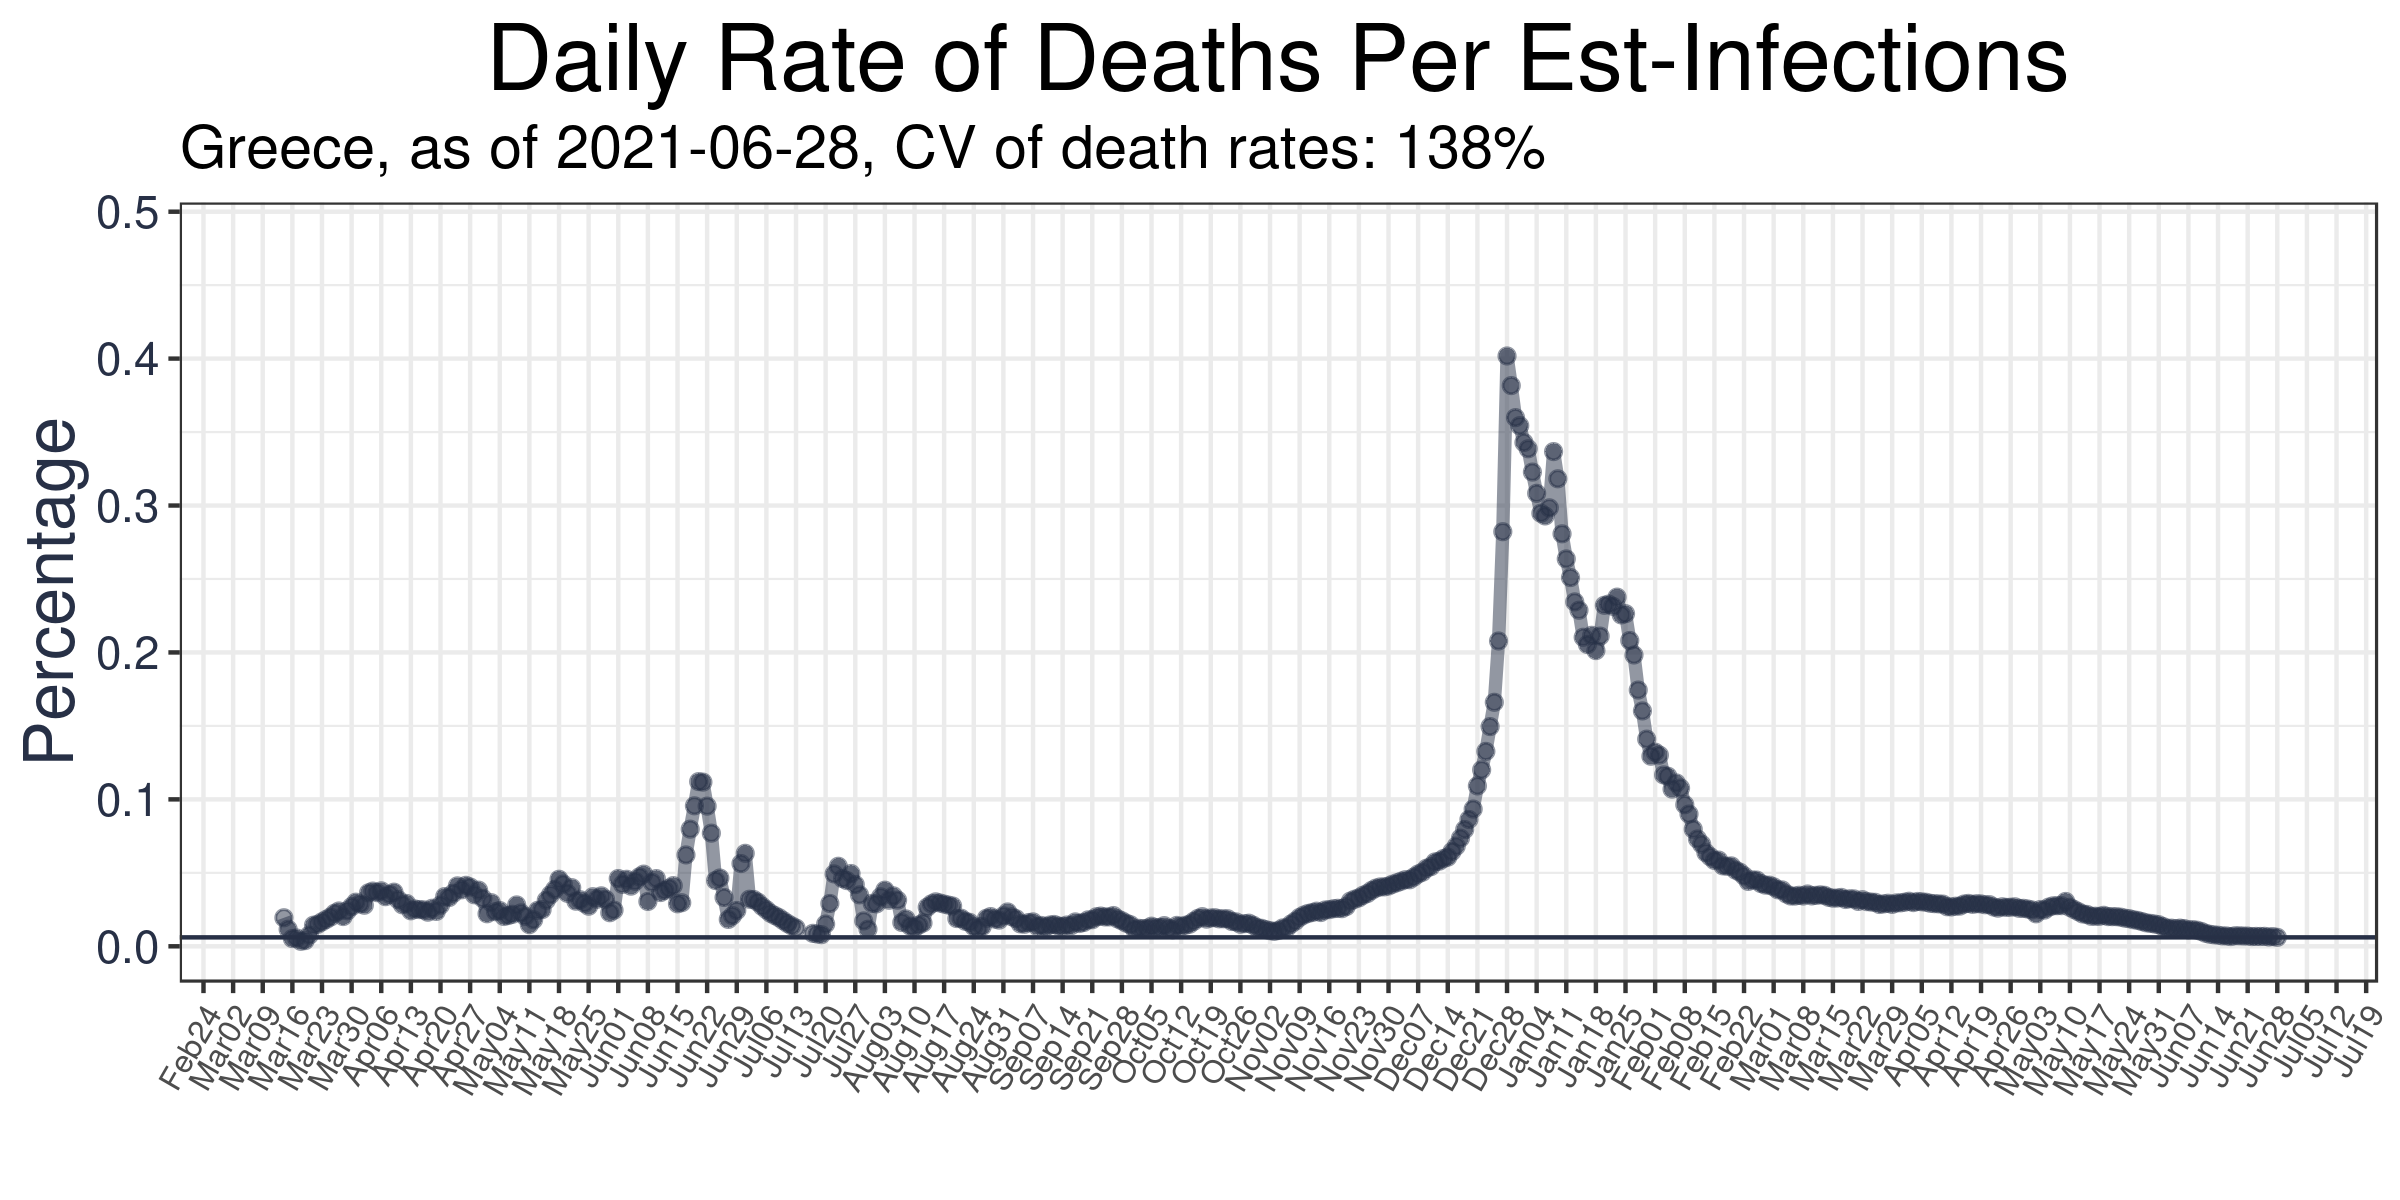 Daily Rate of Deaths Per Est-Infections
Greece, as of 2021-06-28, CV of death rates: 138%
Percentage
0.5
0.4
0.3
0.2
0.1
0.0
Feb24
Mar02
Mar09
Mar16
Mar23
Mar30
Apr06
Apr13
Apr20
Apr27
May04
May11
May18
May25
Jun01
Jun08
Jun15
Jun22
Jun29
Jul06
Jul13
Jul20
Jul27
Aug03
Aug10
Aug17
Aug24
Aug31
Sep07
Sep14
Sep21
Sep28
Oct05
Oct12
Oct19
Oct26
Nov02
Nov09
Nov16
Nov23
Nov30
Dec07
Dec14
Dec21
Dec28
Jan04
Jan11
Jan18
Jan25
Feb01
Feb08
Feb15
Feb22
Mar01
Mar08
Mar15
Mar22
Mar29
Apr05
Apr12
Apr19
Apr26
May03
May10
May17
May24
May31
Jun07
Jun14
Jun21
Jun28
Jul05
Jul12
Jul19